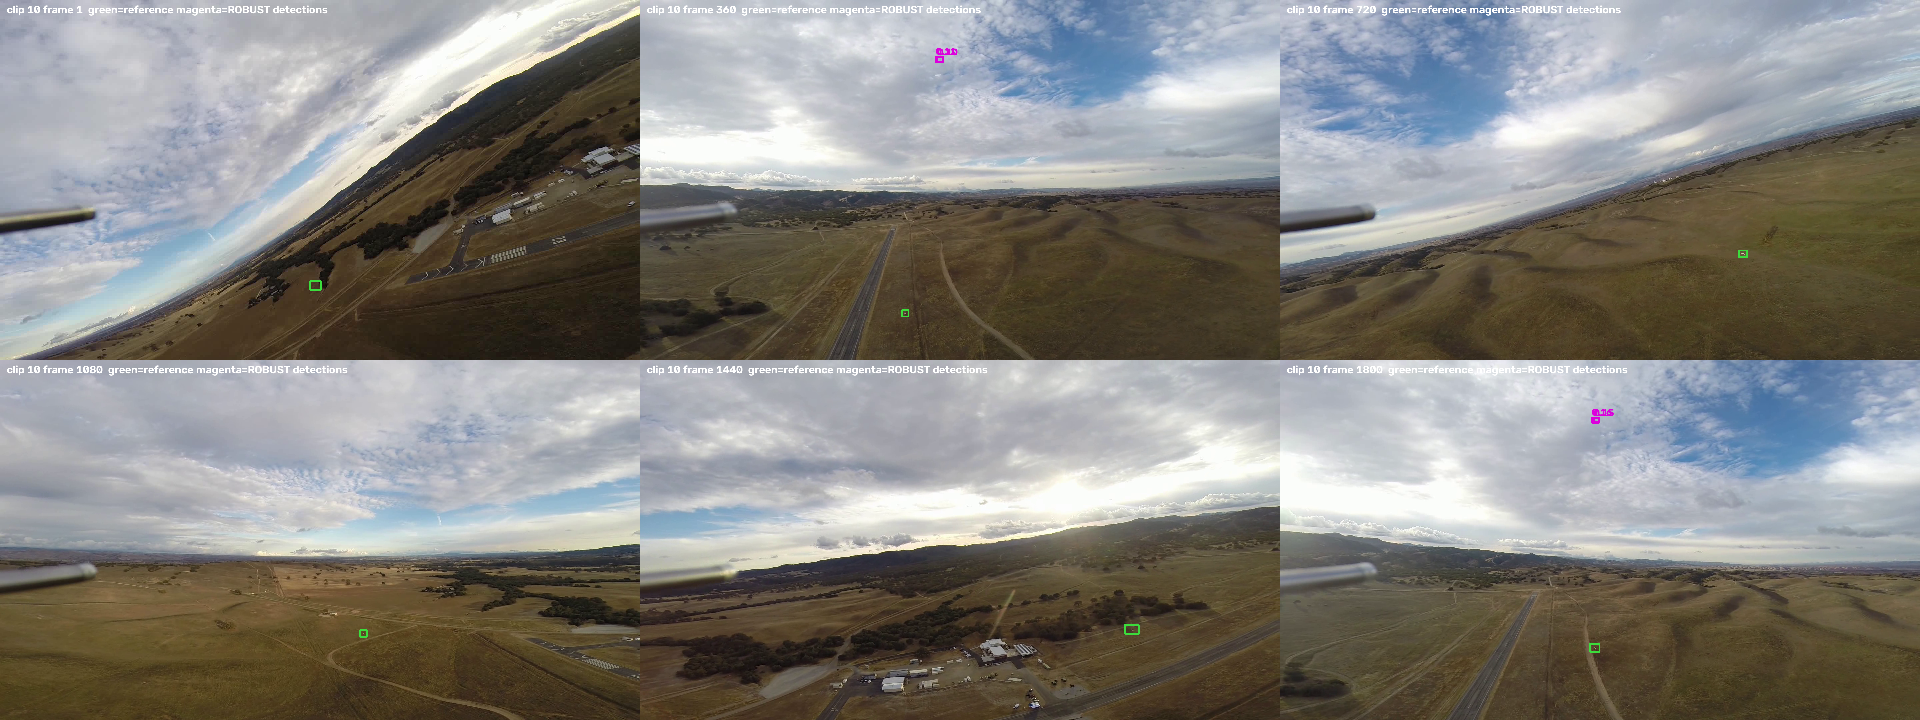 clip 10 frame 1 green=reference magenta=ROBUST detections
clip 10 frame 360 green=reference magenta=ROBUST detections
clip 10 frame 720 green=reference magenta=ROBUST detections
clip 10 frame 1080 green=reference magenta=ROBUST detections
clip 10 frame 1440 green=reference magenta=ROBUST detections
clip 10 frame 1800 green=reference magenta=ROBUST detections